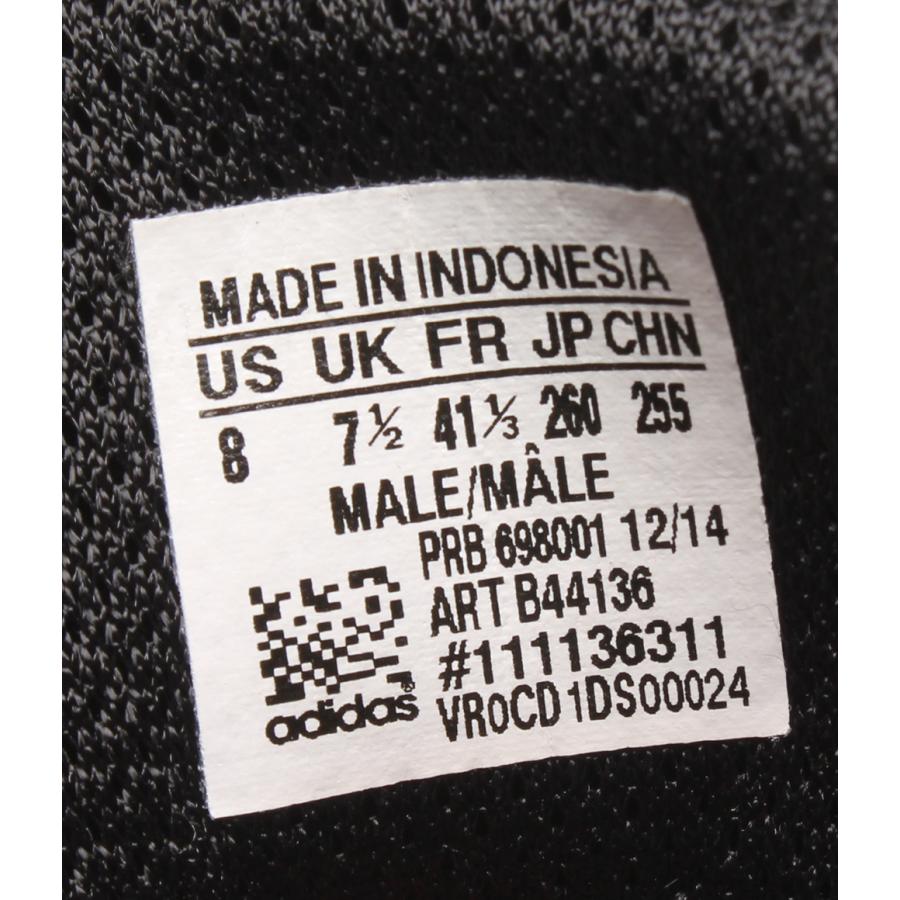 MADE IN INDONESIA
US UK FR JP CHN
8 7½ 41⅓ 260 255
MALE/MÂLE
PRB 698001 12/14
ART B44136
#111136311
adidas®
VR0CD1DS00024